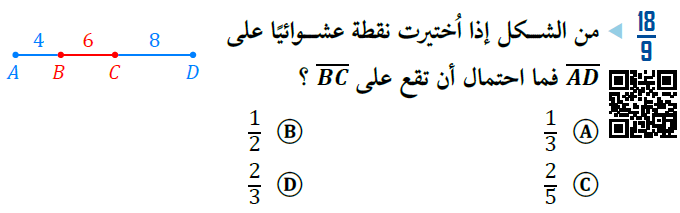 18/9 من الشكل إذا اُختيرت نقطة عشوائيًا على
AD فما احتمال أن تقع على BC ؟
4 6 8
A B C D
A 1/3
B 1/2
C 2/5
D 2/3